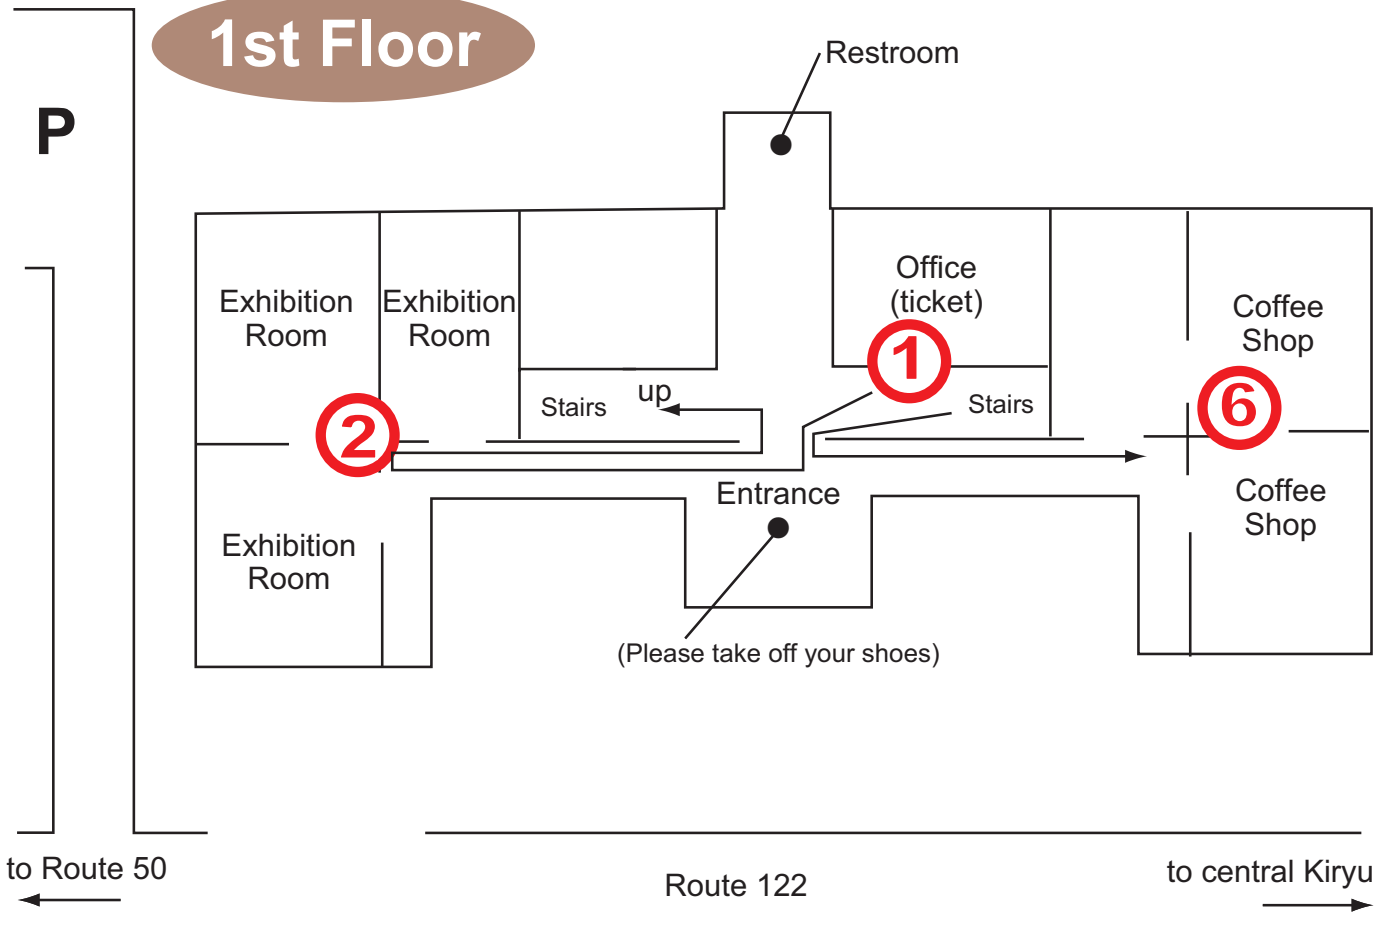 1st Floor
Restroom
P
Office
(ticket)
Exhibition
Room
Exhibition
Room
Coffee
Shop
1
up
Stairs
Stairs
6
2
Entrance
Coffee
Shop
Exhibition
Room
(Please take off your shoes)
to Route 50
Route 122
to central Kiryu